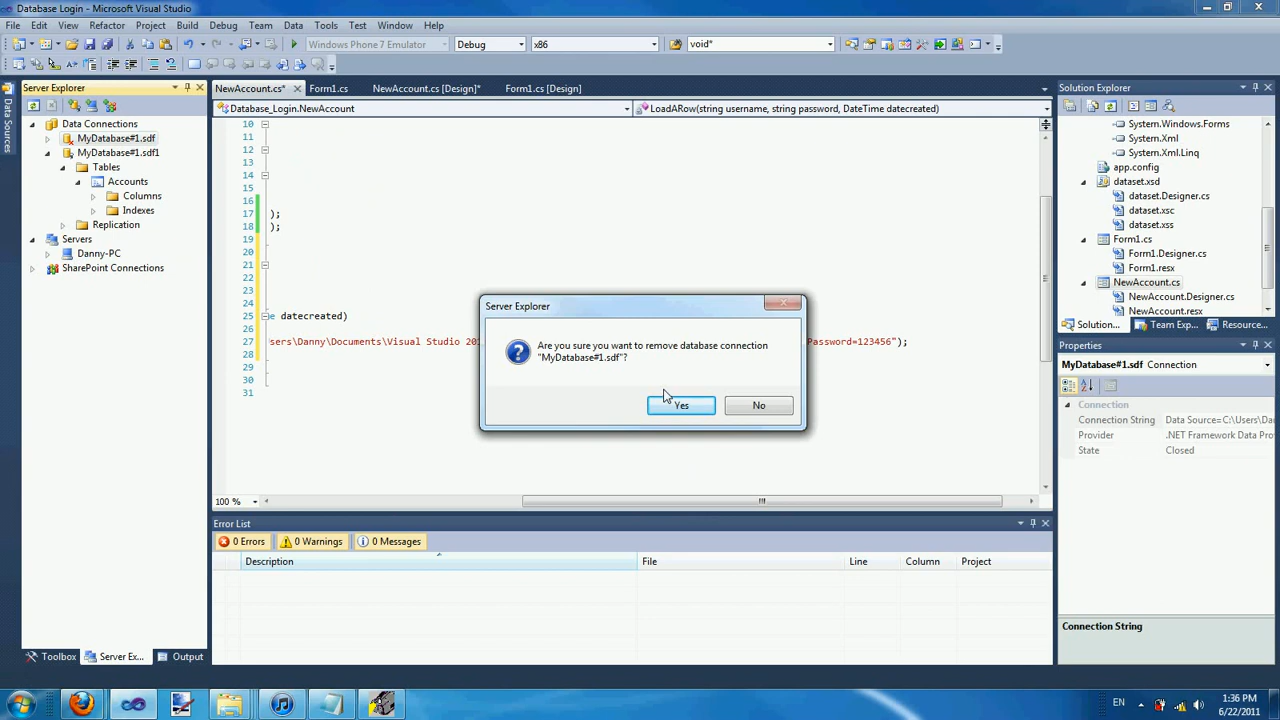 Database Login - Microsoft Visual Studio
File Edit View Refactor Project Build Debug Team Data Tools Test Window Help
Windows Phone 7 Emulator Debug x86 void*
Server Explorer
Data Sources
Data Connections
MyDatabase#1.sdf
MyDatabase#1.sdf1
Tables
Accounts
Columns
Indexes
Replication
Servers
Danny-PC
SharePoint Connections
Toolbox Server Ex... Output
NewAccount.cs* Form1.cs NewAccount.cs [Design]* Form1.cs [Design]
Database_Login.NewAccount LoadARow(string username, string password, DateTime datecreated)
10
11
12
13
14
15
16
17 );
18 );
19
20
21
22
23
24
25 e datecreated)
26
27 sers\Danny\Documents\Visual Studio 20 Password=123456");
28
29
30
31
100 %
Server Explorer
Are you sure you want to remove database connection
"MyDatabase#1.sdf"?
Yes No
Error List
0 Errors 0 Warnings 0 Messages
Description File Line Column Project
Solution Explorer
System.Windows.Forms
System.Xml
System.Xml.Linq
app.config
dataset.xsd
dataset.Designer.cs
dataset.xsc
dataset.xss
Form1.cs
Form1.Designer.cs
Form1.resx
NewAccount.cs
NewAccount.Designer.cs
NewAccount.resx
Solution... Team Exp... Resource...
Properties
MyDatabase#1.sdf Connection
Connection
Connection String Data Source=C:\Users\Da
Provider .NET Framework Data Pro
State Closed
Connection String
EN 1:36 PM
6/22/2011